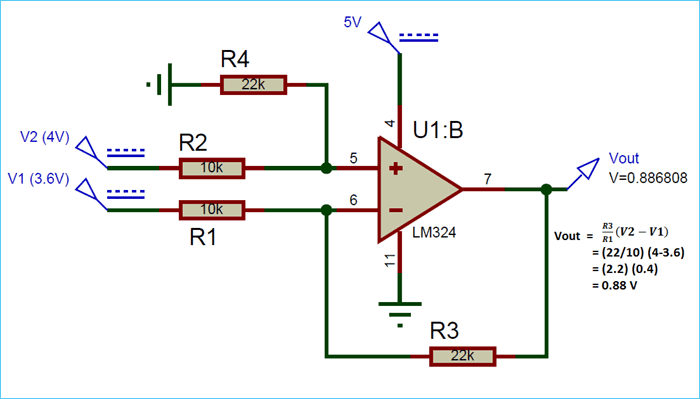 5V
R4
22k
4
U1:B
V2 (4V)
R2
10k
5
+
V1 (3.6V)
10k
R1
6
−
7
Vout
V=0.886808
LM324
11
R3
22k
Vout = R3/R1 (V2 − V1)
= (22/10) (4-3.6)
= (2.2) (0.4)
= 0.88 V